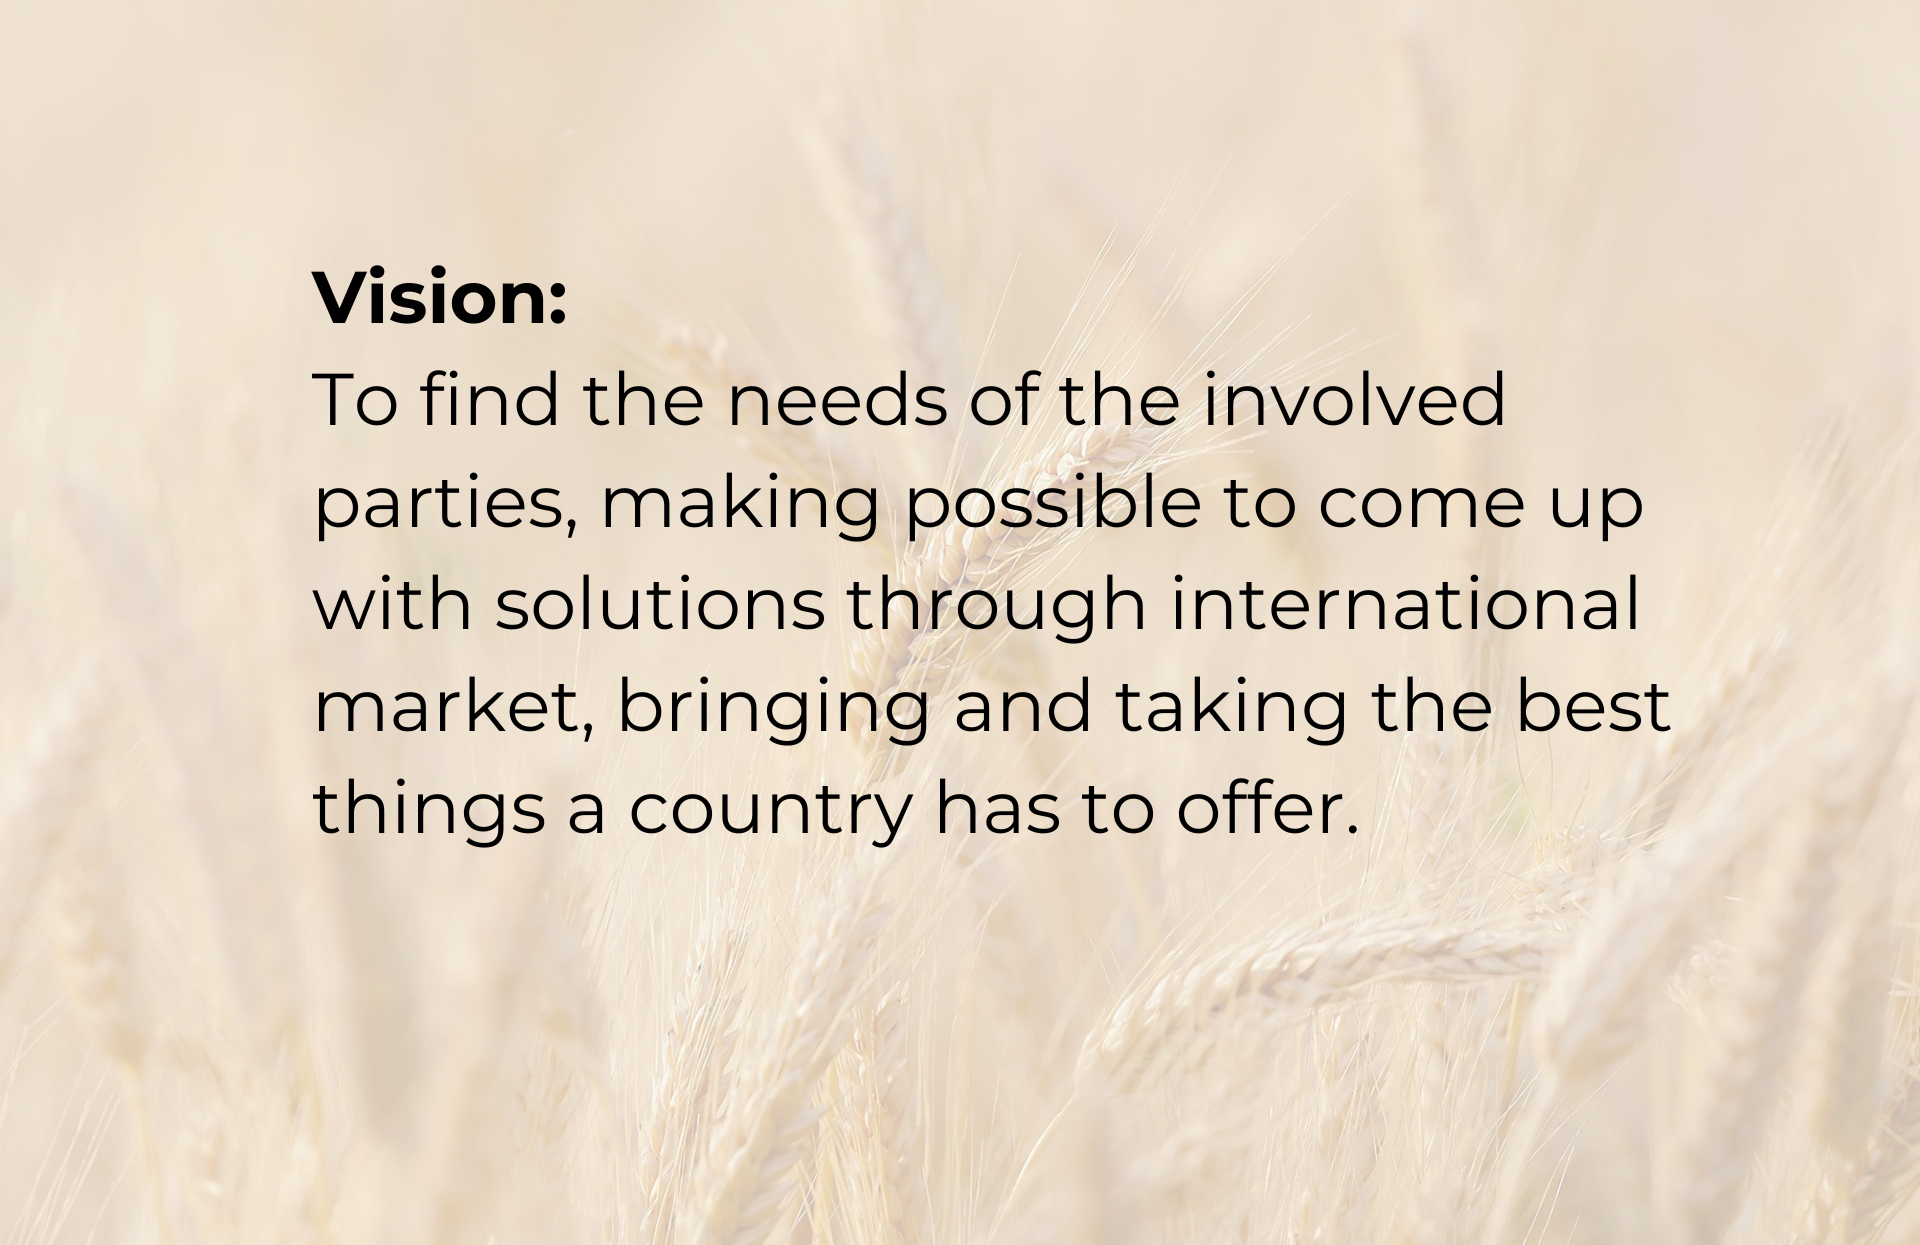 Vision:
To find the needs of the involved
parties, making possible to come up
with solutions through international
market, bringing and taking the best
things a country has to offer.